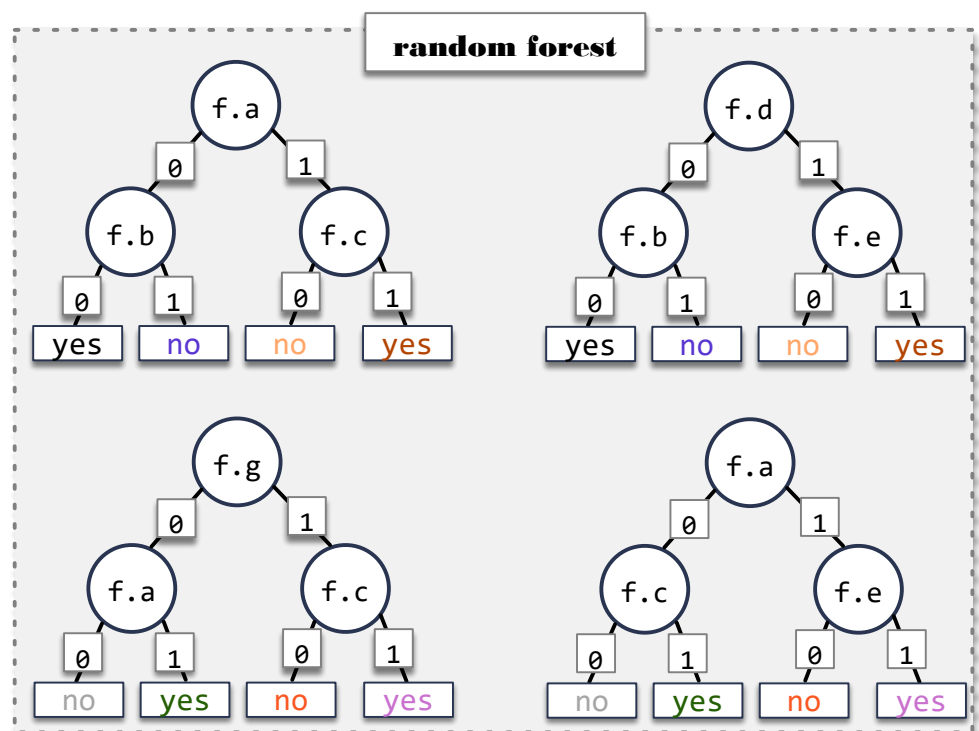 random forest
f.a
f.d
0 1
0 1
f.b f.c
f.b f.e
0 1 0 1
0 1 0 1
yes no no yes
yes no no yes
f.g
f.a
0 1
0 1
f.a f.c
f.c f.e
0 1 0 1
0 1 0 1
no yes no yes
no yes no yes